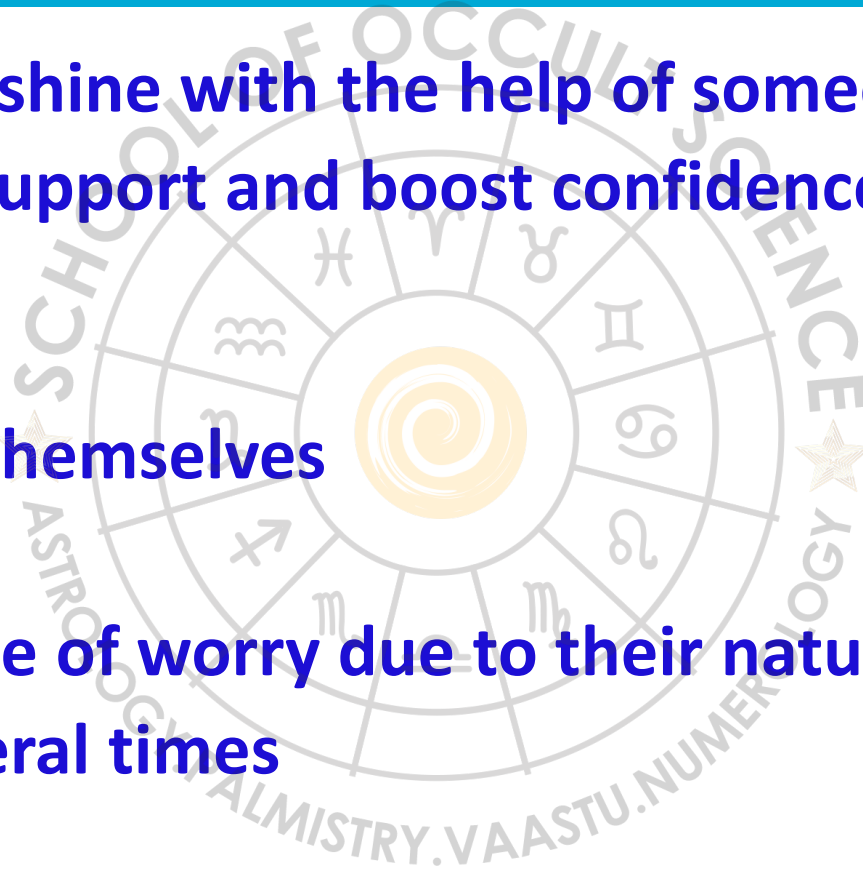 shine with the help of some
upport and boost confidence
hemselves
e of worry due to their natu
eral times
SCHOOL OF OCCULT SCIENCE
ASTROLOGY.PALMISTRY.VAASTU.NUMEROLOGY